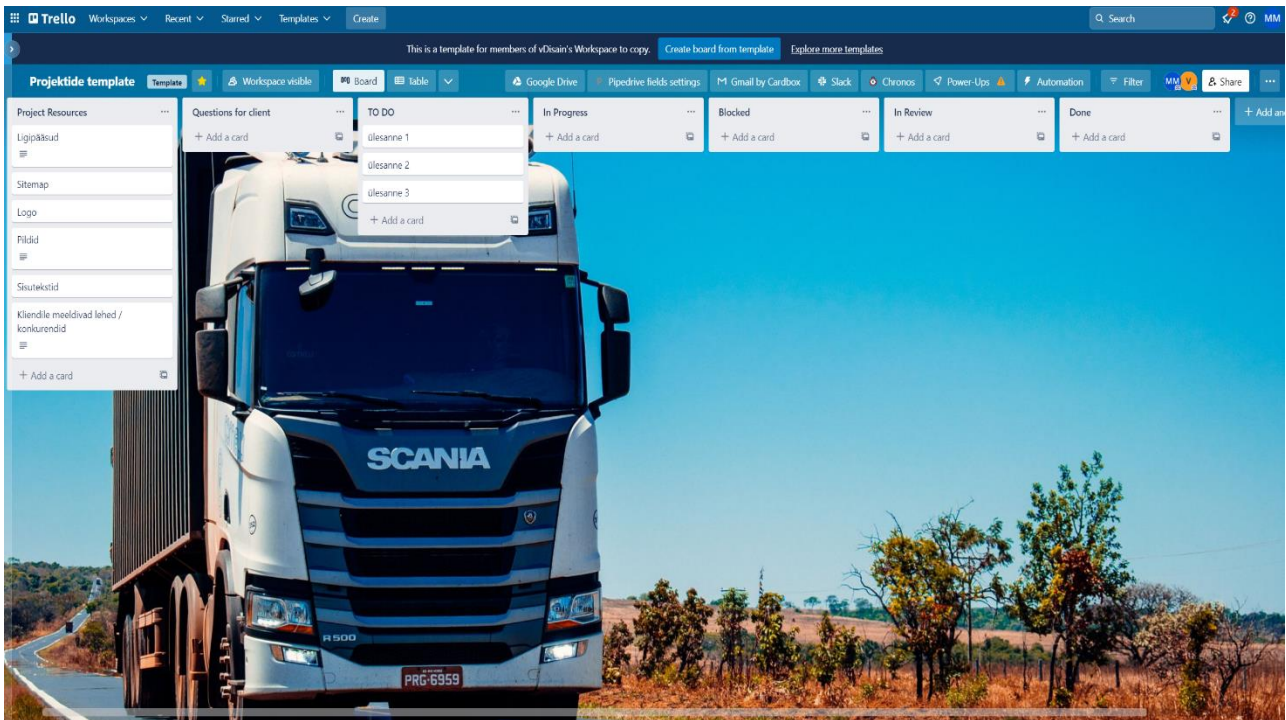 Trello Workspaces Recent Starred Templates Create Search 2 MM
This is a template for members of vDisain's Workspace to copy. Create board from template Explore more templates
Projektide template Template Workspace visible Board Table Google Drive Pipedrive fields settings Gmail by Cardbox Slack Chronos Power-Ups Automation Filter MM V Share
Project Resources
Ligipääsud
Sitemap
Logo
Pildid
Sisutekstid
Kliendile meeldivad lehed /
konkurendid
+ Add a card
Questions for client
+ Add a card
TO DO
ülesanne 1
ülesanne 2
ülesanne 3
+ Add a card
In Progress
+ Add a card
Blocked
+ Add a card
In Review
+ Add a card
Done
+ Add a card
+ Add an
SCANIA
R500
PRG-6959